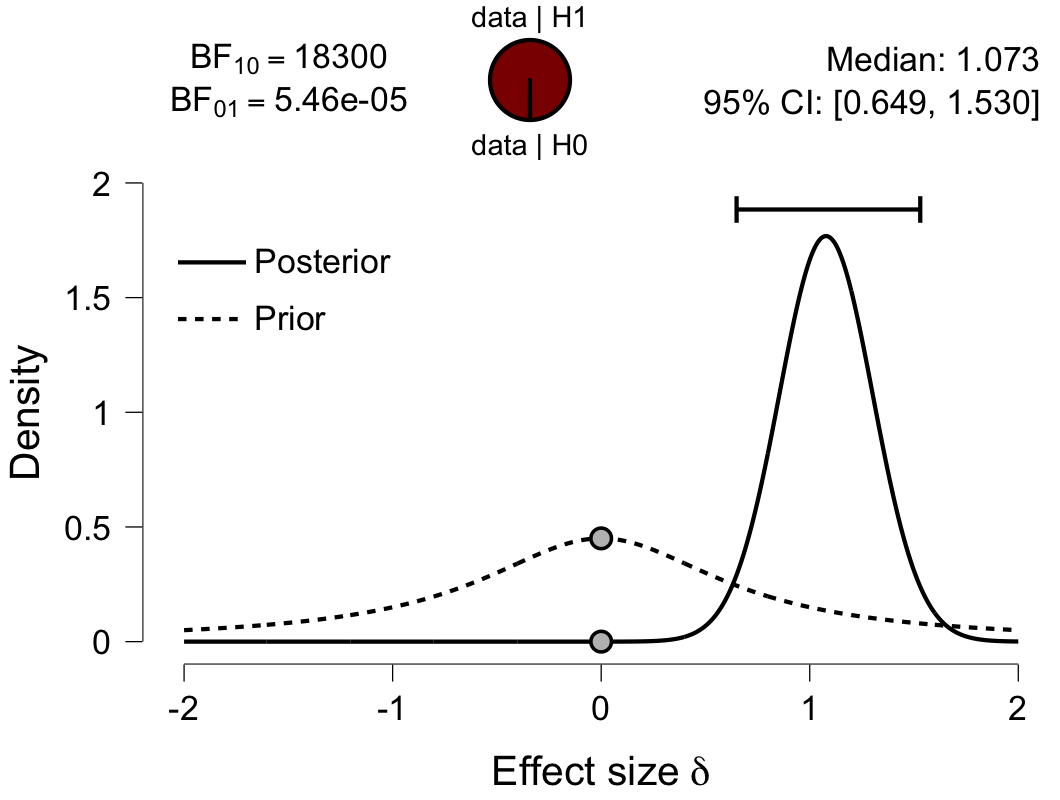 data | H1
BF10 = 18300
BF01 = 5.46e-05
Median: 1.073
95% CI: [0.649, 1.530]
data | H0
2
1.5
1
0.5
0
Density
Posterior
Prior
-2 -1 0 1 2
Effect size δ